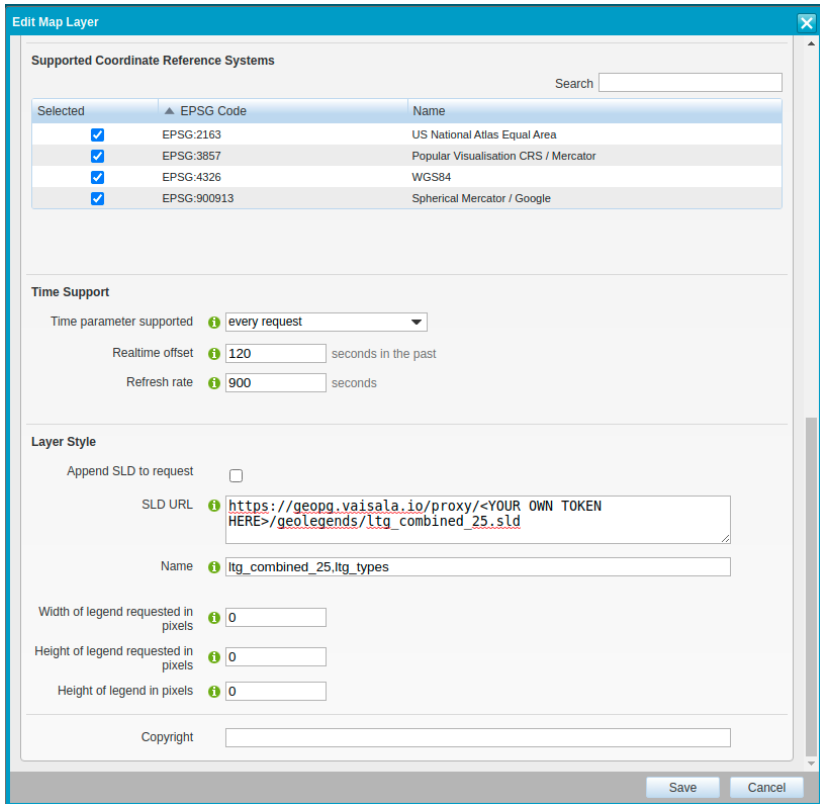 Edit Map Layer
Supported Coordinate Reference Systems
Search
Selected EPSG Code Name
EPSG:2163 US National Atlas Equal Area
EPSG:3857 Popular Visualisation CRS / Mercator
EPSG:4326 WGS84
EPSG:900913 Spherical Mercator / Google
Time Support
Time parameter supported every request
Realtime offset 120 seconds in the past
Refresh rate 900 seconds
Layer Style
Append SLD to request
SLD URL https://geopg.vaisala.io/proxy/<YOUR OWN TOKEN
HERE>/geolegends/ltg_combined_25.sld
Name ltg_combined_25,ltg_types
Width of legend requested in
pixels 0
Height of legend requested in
pixels 0
Height of legend in pixels 0
Copyright
Save Cancel